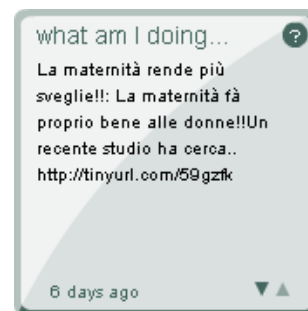 what am I doing...
?
La maternità rende più
sveglie!!: La maternità fà
proprio bene alle donne!!Un
recente studio ha cerca..
http://tinyurl.com/59gzfk
6 days ago